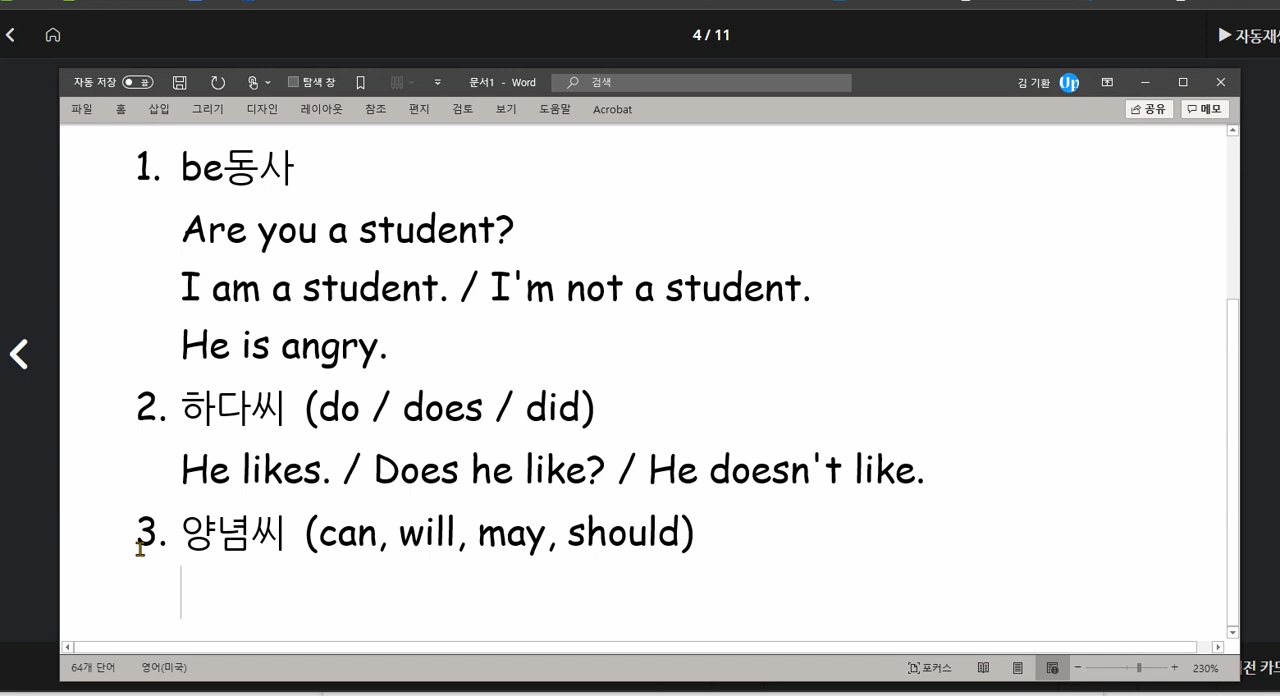 4 / 11
자동 저장
탐색 창
문서1 - Word
검색
김 기환
파일 홈 삽입 그리기 디자인 레이아웃 참조 편지 검토 보기 도움말 Acrobat
공유
메모
1. be동사
Are you a student?
I am a student. / I'm not a student.
He is angry.
2. 하다씨 (do / does / did)
He likes. / Does he like? / He doesn't like.
3. 양념씨 (can, will, may, should)
64개 단어 영어(미국)
포커스
230%